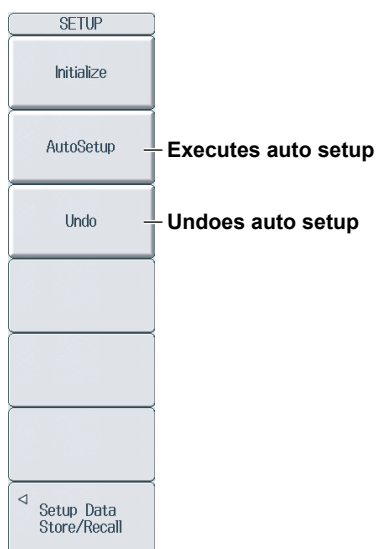 SETUP
Initialize
AutoSetup
Executes auto setup
Undo
Undoes auto setup
Setup Data
Store/Recall